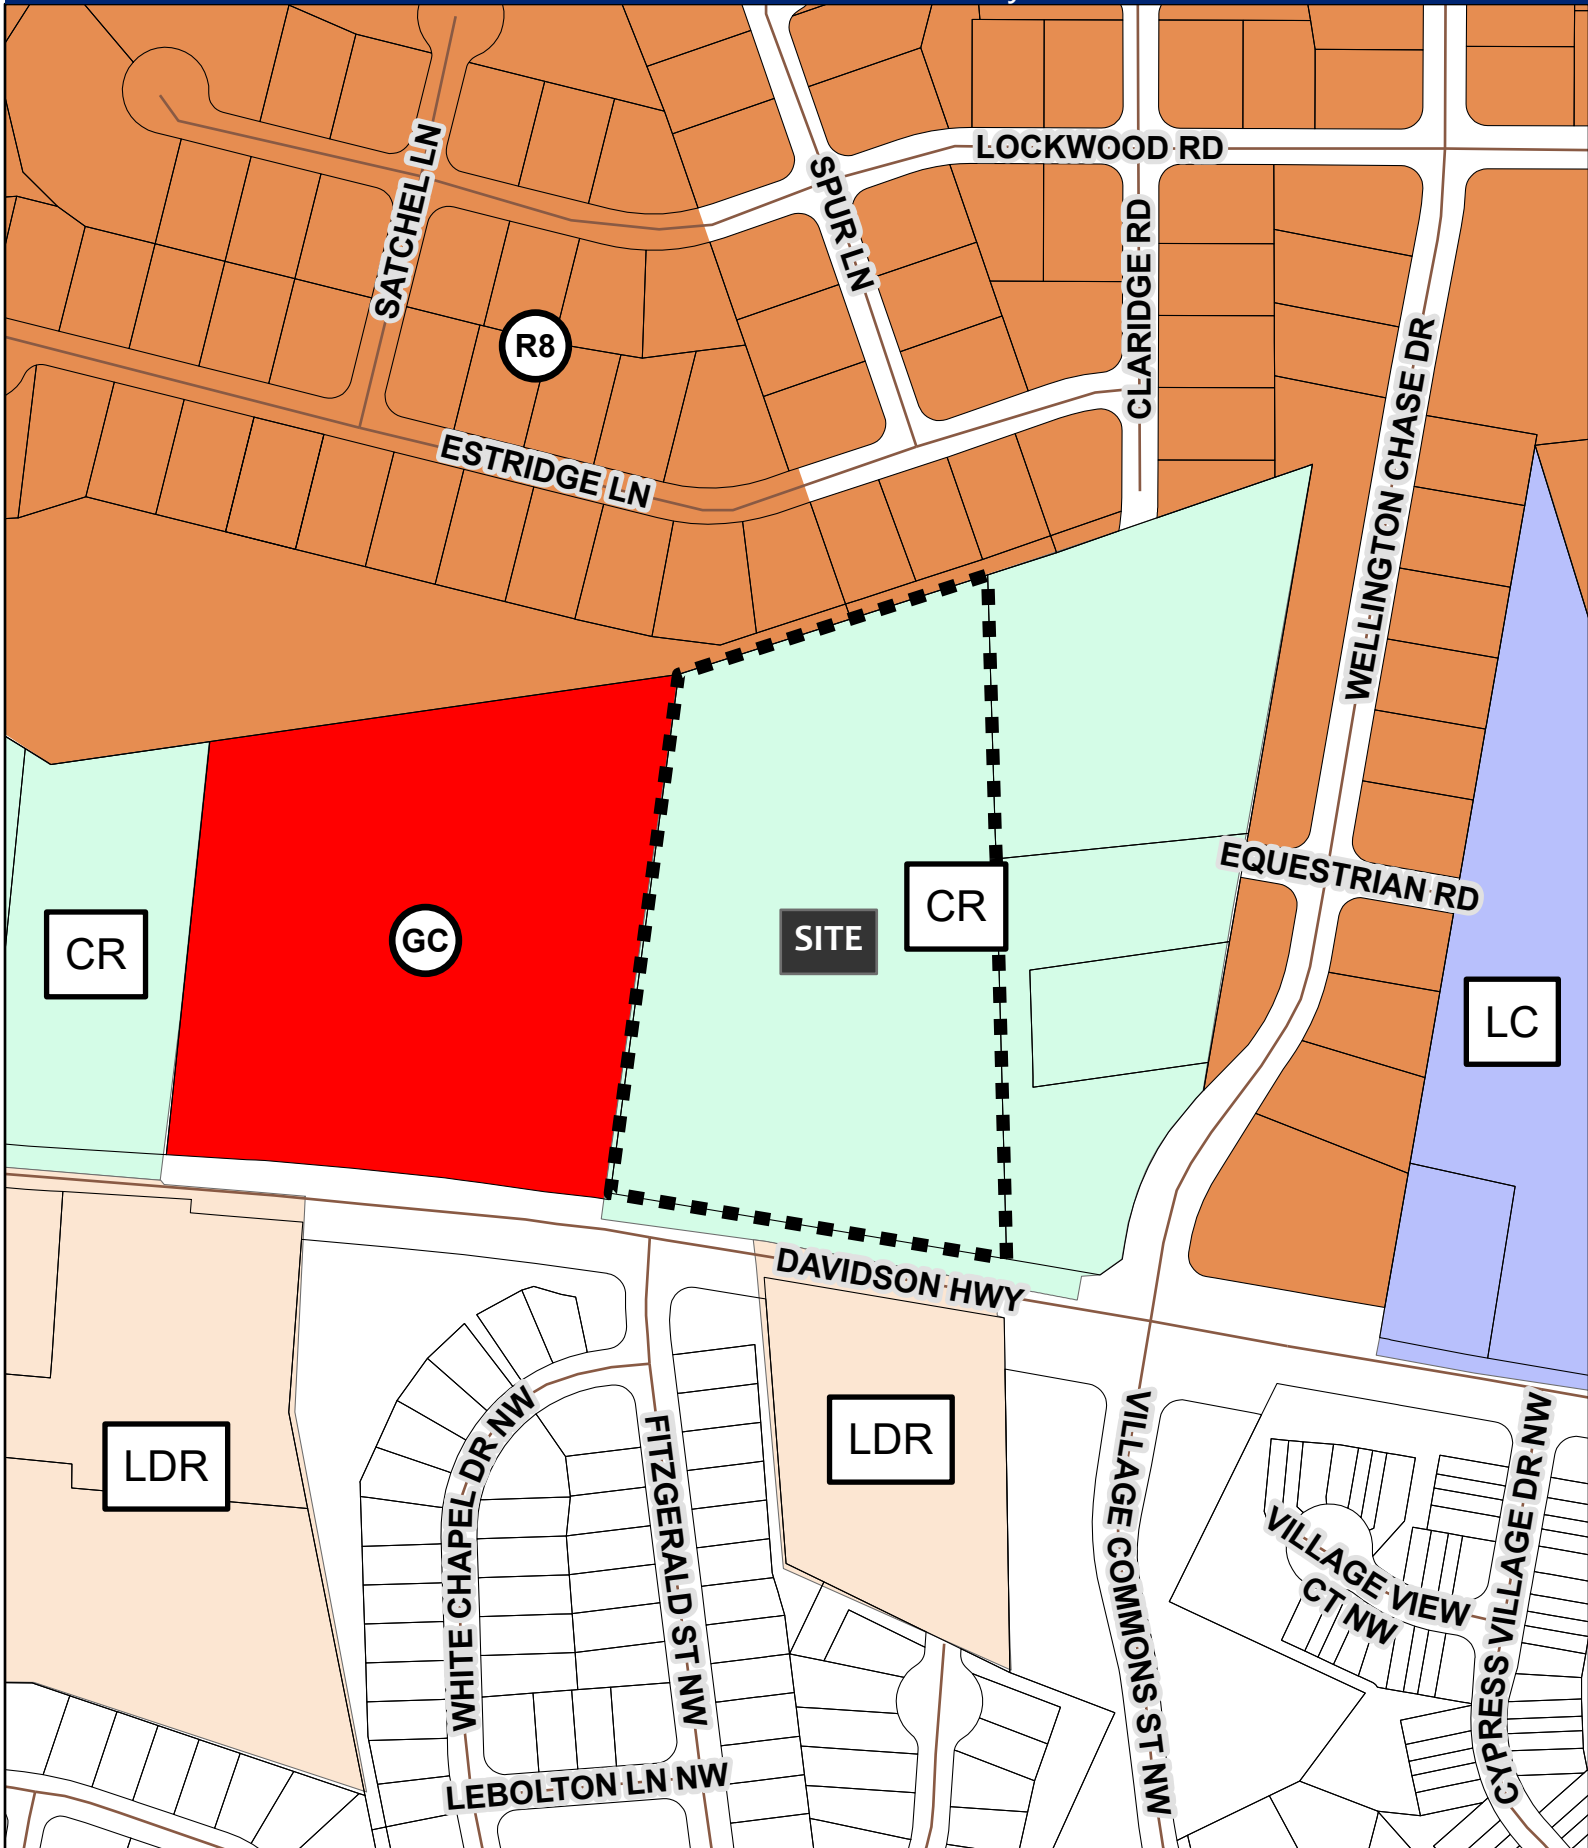 LOCKWOOD RD
SATCHEL LN
SPUR LN
CLARIDGE RD
R8
WELLINGTON CHASE DR
ESTRIDGE LN
EQUESTRIAN RD
CR
SITE
GC
CR
LC
DAVIDSON HWY
LDR
LDR
WHITE CHAPEL DR NW
FITZGERALD ST NW
VILLAGE COMMONS ST NW
VILLAGE VIEW
CT NW
CYPRESS VILLAGE DR NW
LEBOLTON LN NW